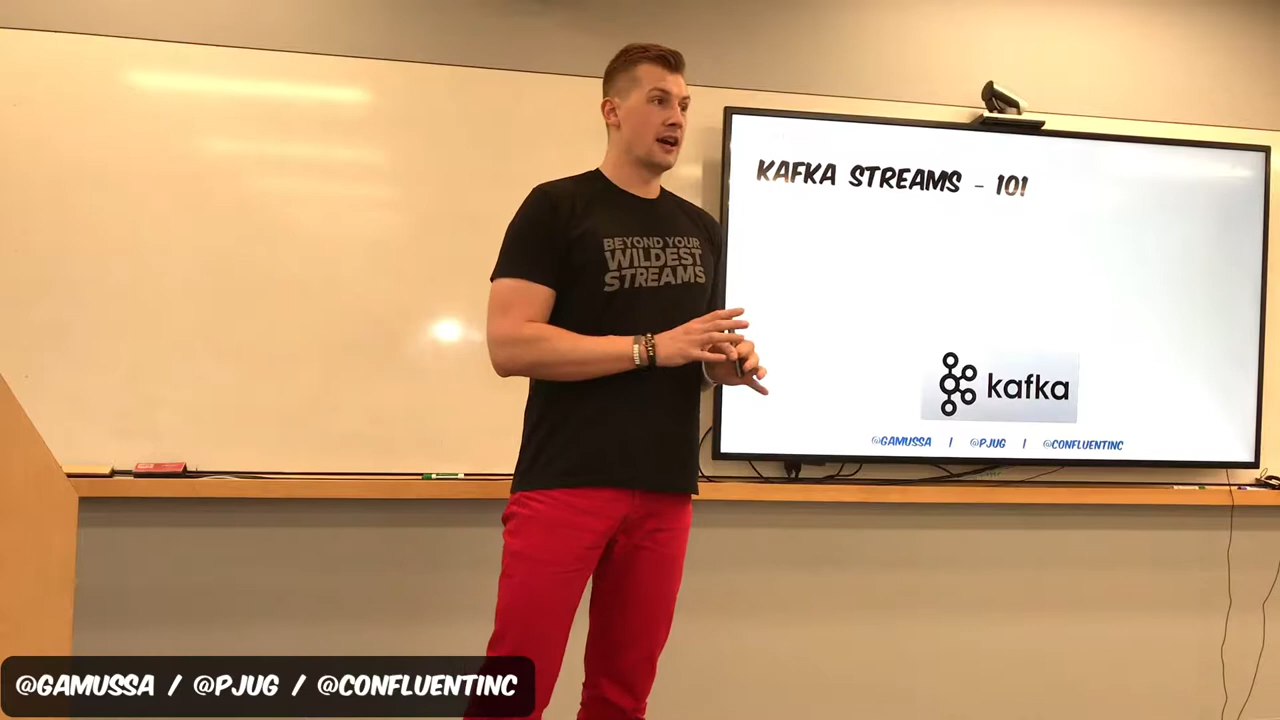 KAFKA STREAMS - 101
BEYOND YOUR
WILDEST
STREAMS
kafka
@GAMUSSA | @PJUG | @CONFLUENTINC
@GAMUSSA / @PJUG / @CONFLUENTINC